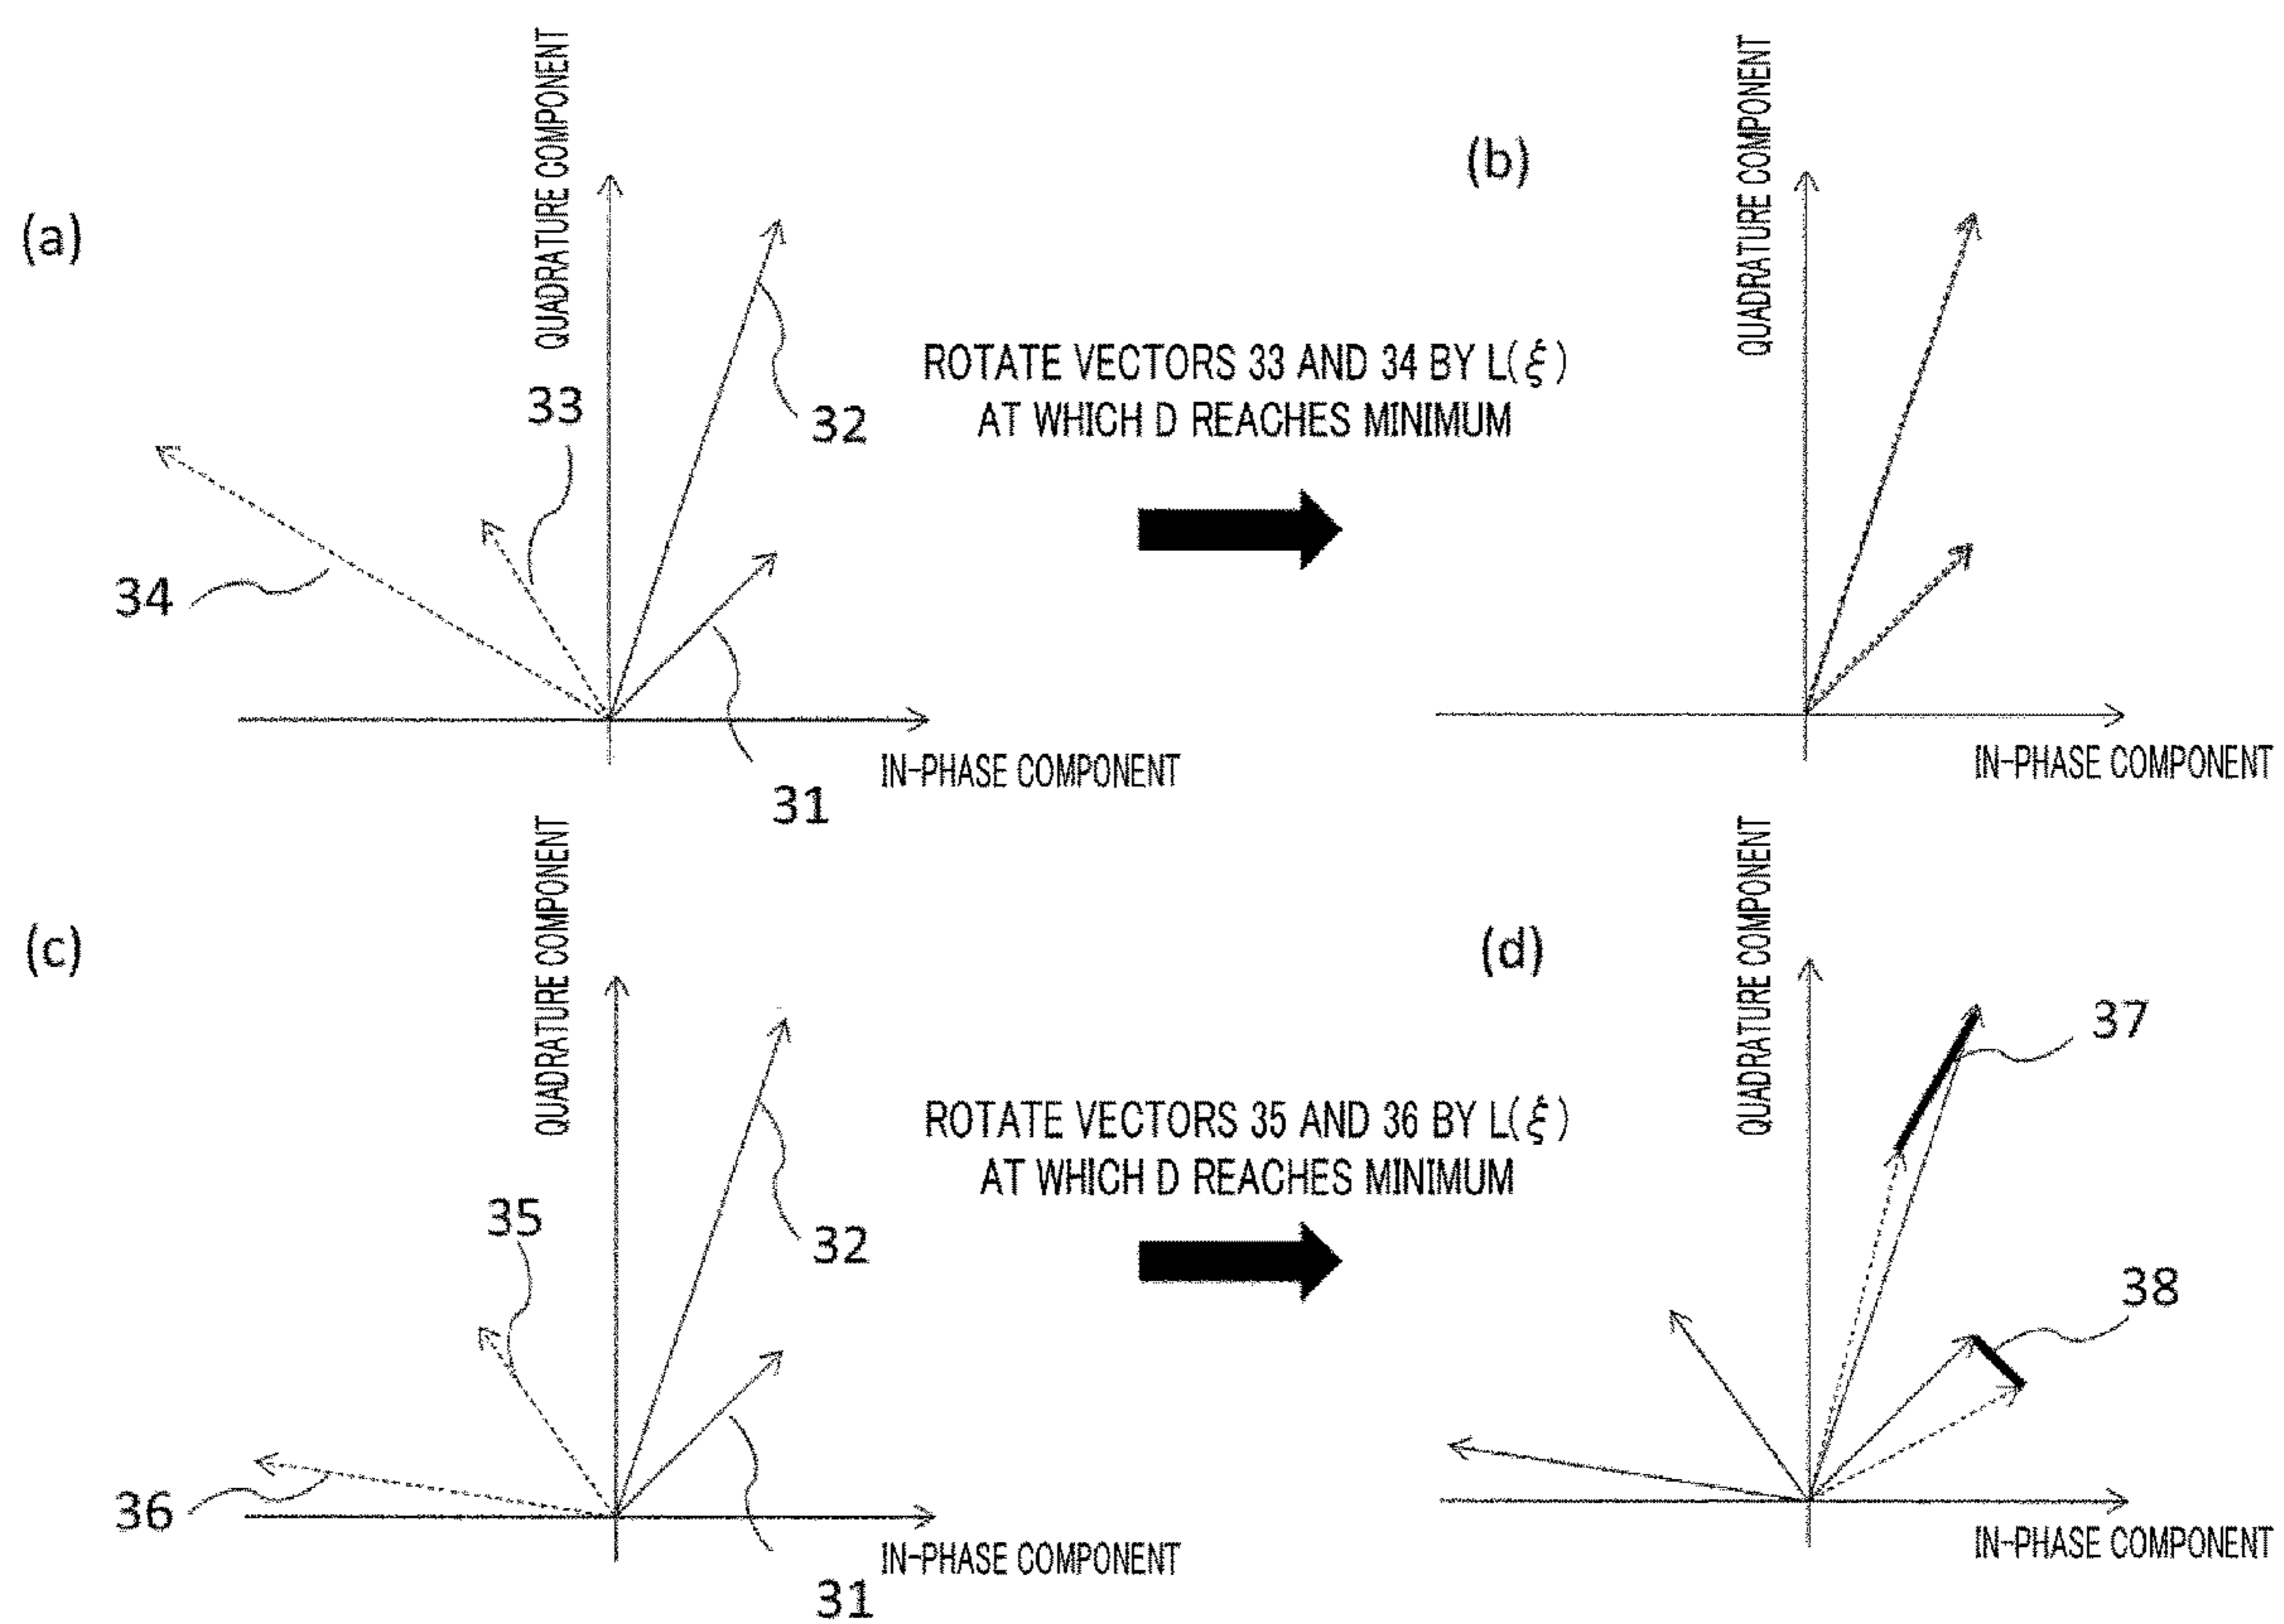 (a)
QUADRATURE COMPONENT
33
32
34
31
IN-PHASE COMPONENT
ROTATE VECTORS 33 AND 34 BY L(ξ)
AT WHICH D REACHES MINIMUM
(b)
QUADRATURE COMPONENT
IN-PHASE COMPONENT
(c)
QUADRATURE COMPONENT
35
32
36
IN-PHASE COMPONENT
31
ROTATE VECTORS 35 AND 36 BY L(ξ)
AT WHICH D REACHES MINIMUM
(d)
QUADRATURE COMPONENT
37
38
IN-PHASE COMPONENT